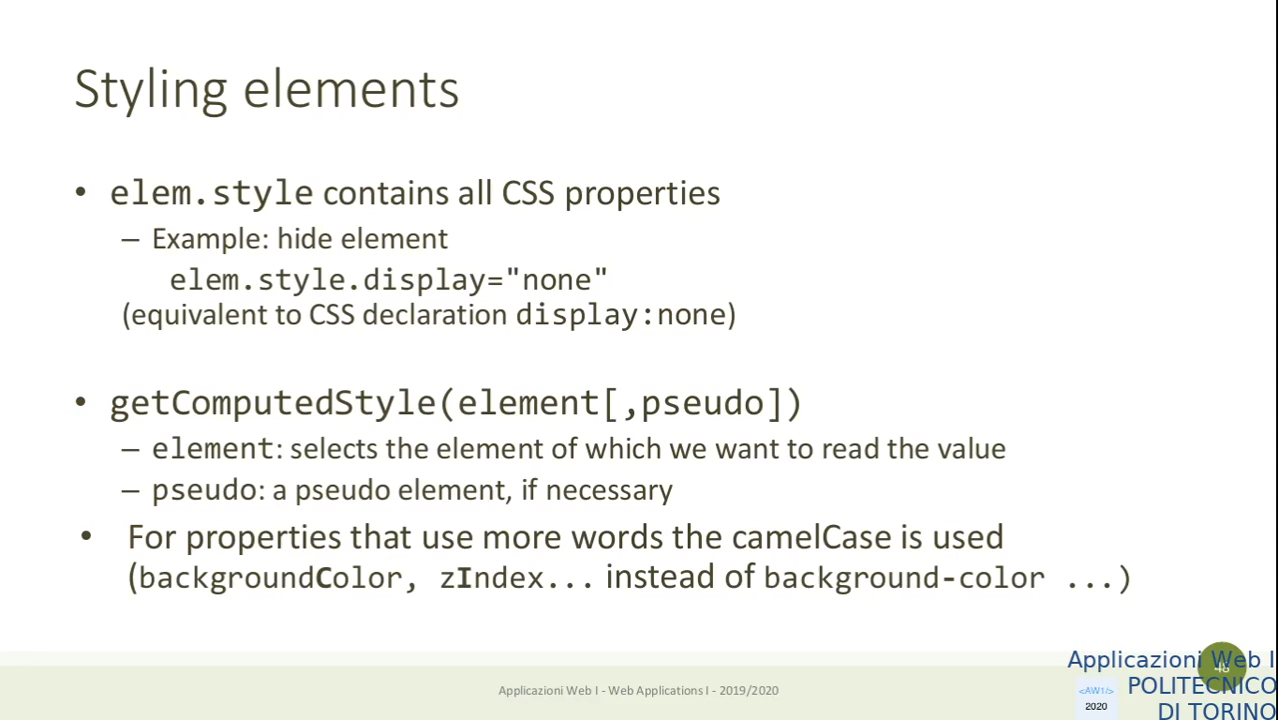 Styling elements
• elem.style contains all CSS properties
– Example: hide element
elem.style.display="none"
(equivalent to CSS declaration display:none)
• getComputedStyle(element[,pseudo])
– element: selects the element of which we want to read the value
– pseudo: a pseudo element, if necessary
• For properties that use more words the camelCase is used
(backgroundColor, zIndex... instead of background-color ...)
Applicazioni Web I - Web Applications I - 2019/2020
Applicazioni Web I
POLITECNICO
DI TORINO
<AW1/>
2020